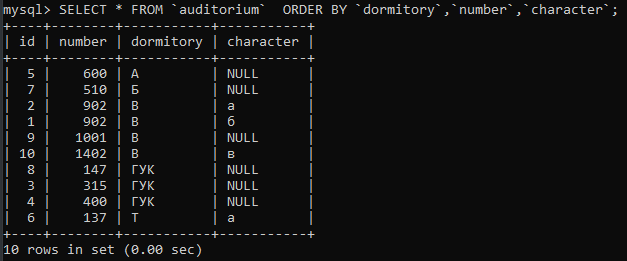 mysql> SELECT * FROM `auditorium`  ORDER BY `dormitory`,`number`,`character`;
+----+--------+-----------+-----------+
| id | number | dormitory | character |
+----+--------+-----------+-----------+
|  5 |    600 | А         | NULL      |
|  7 |    510 | Б         | NULL      |
|  2 |    902 | В         | а         |
|  1 |    902 | В         | б         |
|  9 |   1001 | В         | NULL      |
| 10 |   1402 | В         | в         |
|  8 |    147 | ГУК       | NULL      |
|  3 |    315 | ГУК       | NULL      |
|  4 |    400 | ГУК       | NULL      |
|  6 |    137 | Т         | а         |
+----+--------+-----------+-----------+
10 rows in set (0.00 sec)